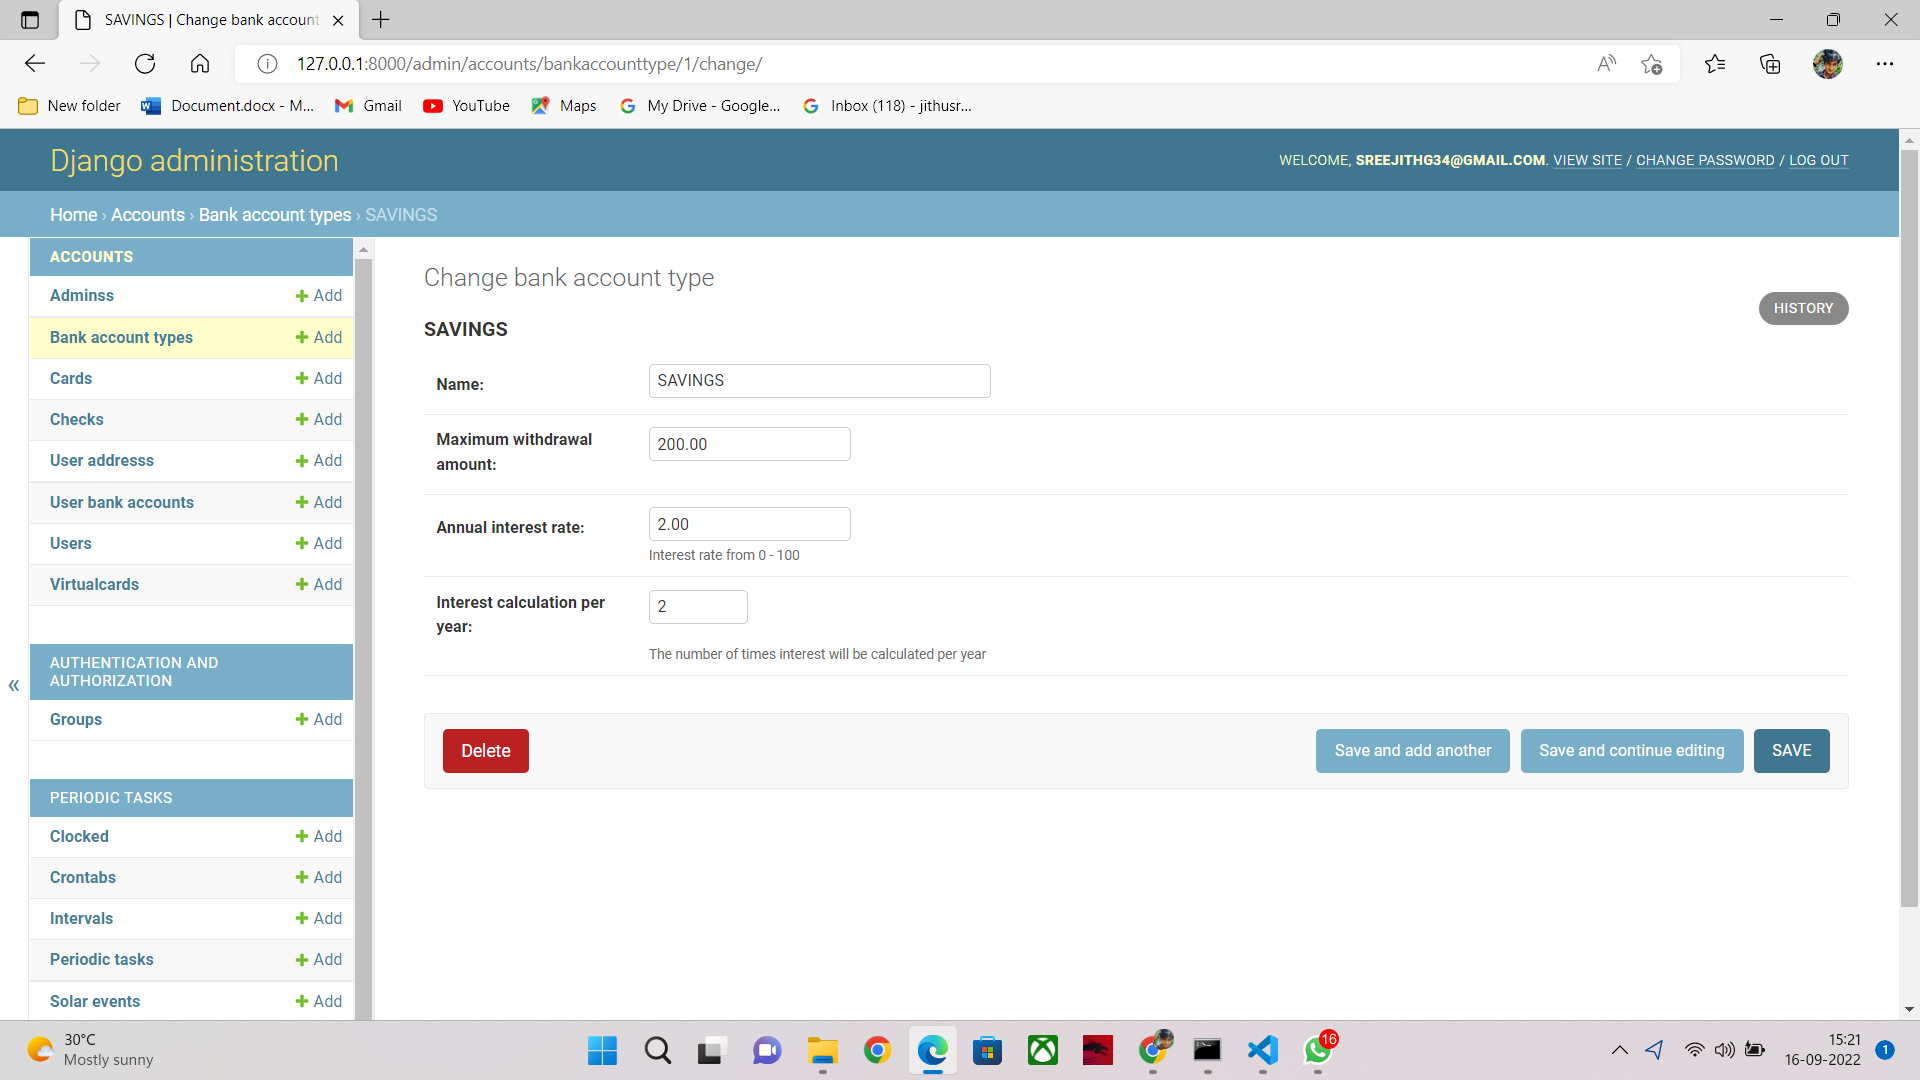 SAVINGS | Change bank account
127.0.0.1:8000/admin/accounts/bankaccounttype/1/change/
New folder
Document.docx - M...
Gmail
YouTube
Maps
My Drive - Google...
Inbox (118) - jithusr...
Django administration
WELCOME, SREEJITHG34@GMAIL.COM. VIEW SITE / CHANGE PASSWORD / LOG OUT
Home › Accounts › Bank account types › SAVINGS
ACCOUNTS
Adminss Add
Bank account types Add
Cards Add
Checks Add
User addresss Add
User bank accounts Add
Users Add
Virtualcards Add
AUTHENTICATION AND
AUTHORIZATION
Groups Add
PERIODIC TASKS
Clocked Add
Crontabs Add
Intervals Add
Periodic tasks Add
Solar events Add
«
Change bank account type
HISTORY
SAVINGS
Name: SAVINGS
Maximum withdrawal
amount:
200.00
Annual interest rate: 2.00
Interest rate from 0 - 100
Interest calculation per
year:
2
The number of times interest will be calculated per year
Delete
Save and add another
Save and continue editing
SAVE
30°C
Mostly sunny
16
15:21
16-09-2022
1